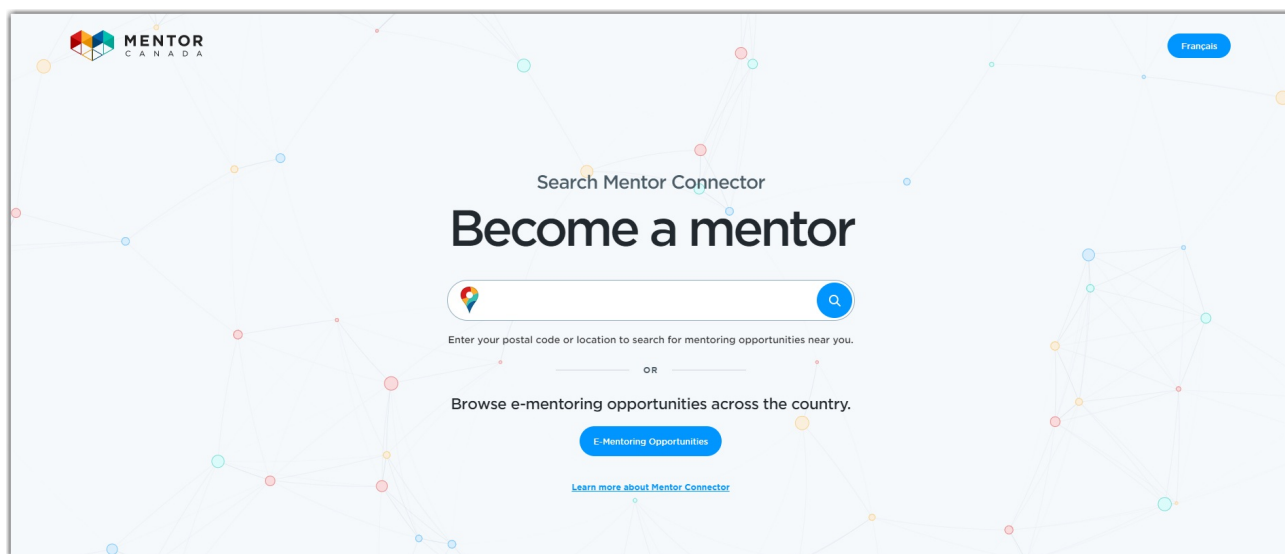 MENTOR
CANADA
Français
Search Mentor Connector
Become a mentor
Enter your postal code or location to search for mentoring opportunities near you.
OR
Browse e-mentoring opportunities across the country.
E-Mentoring Opportunities
Learn more about Mentor Connector